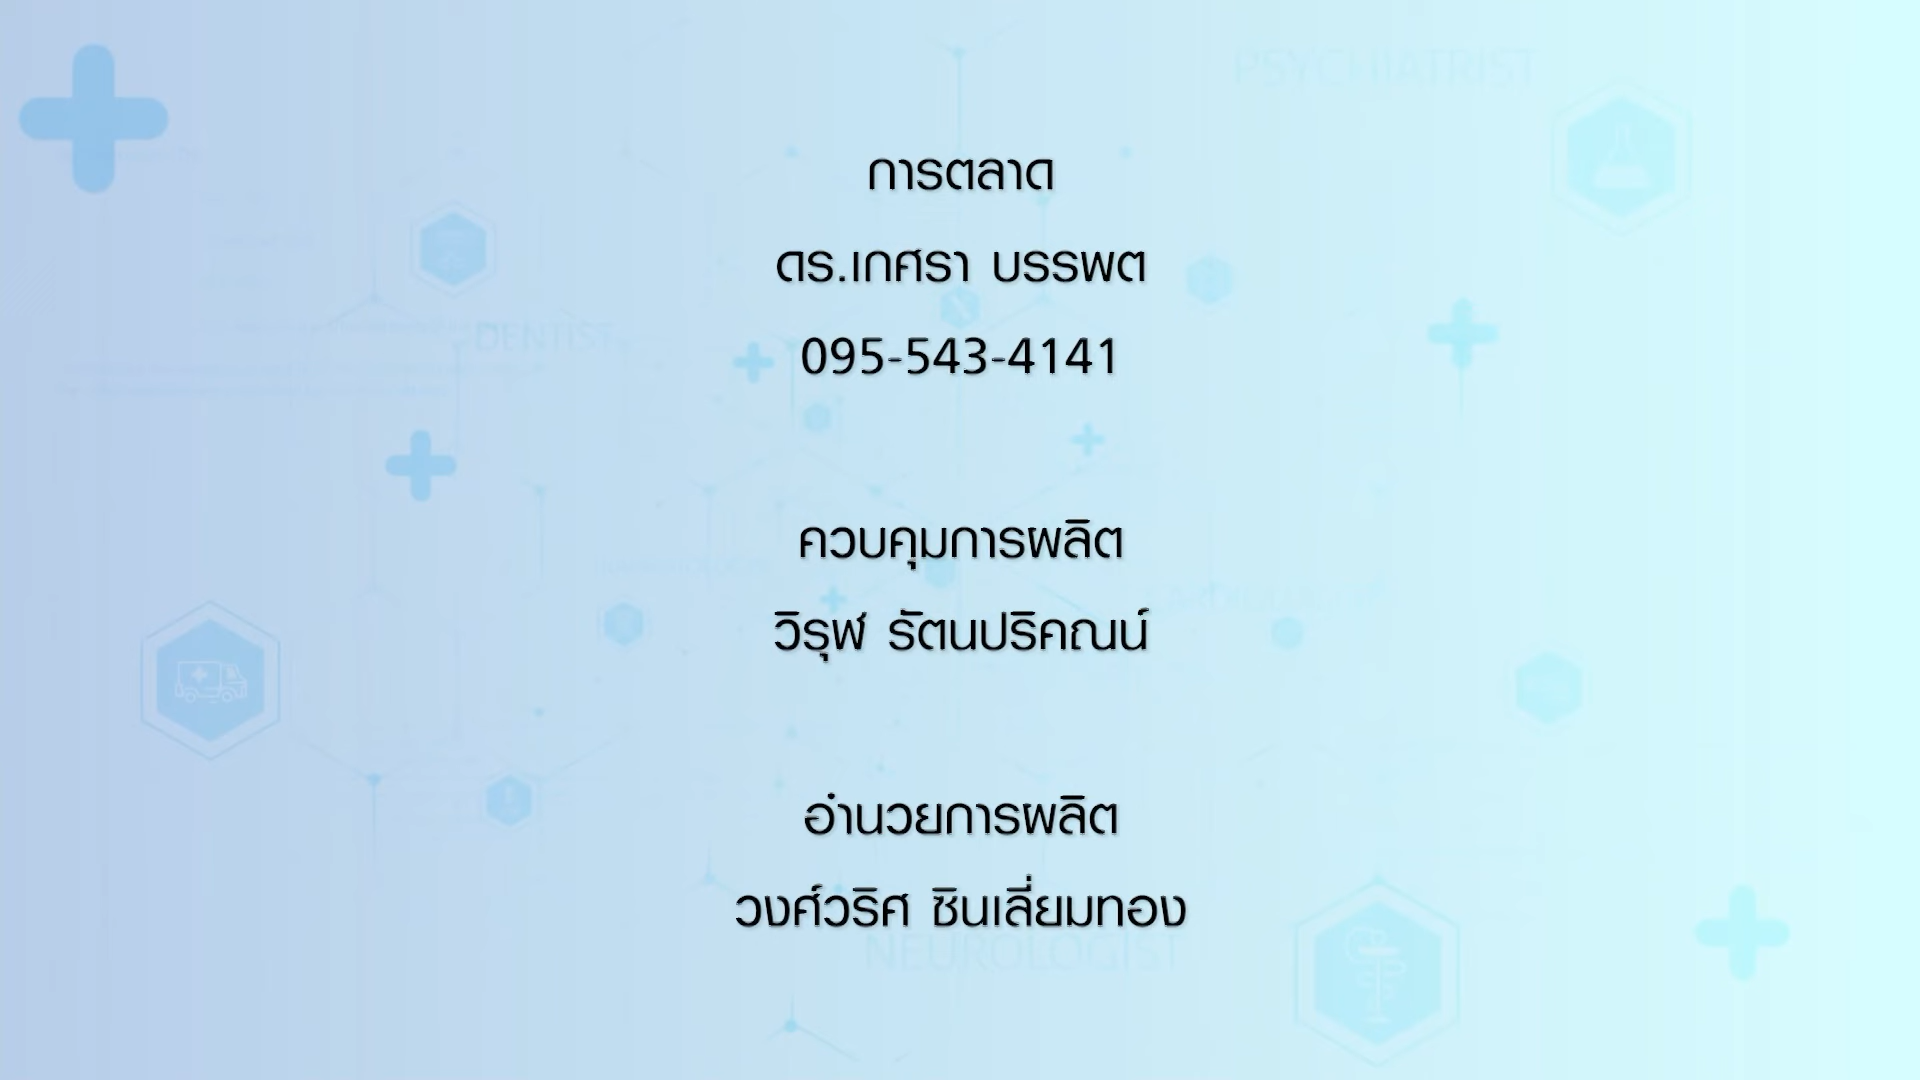 PSYCHIATRIST
การตลาด
ดร.เกศรา บรรพต
DENTIST
095-543-4141
ควบคุมการผลิต
วิรุฬ รัตนปริคณน์
อำนวยการผลิต
วงศ์วริศ ชินเลี่ยมทอง
NEUROLOGIST